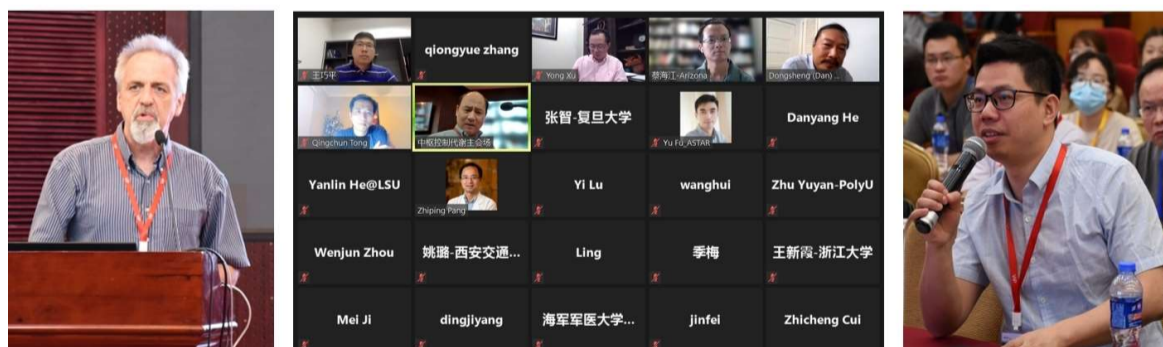 王巧平
qiongyue zhang
Yong Xu
蔡海江-Arizona
Dongsheng (Dan) ...
Qingchun Tong
中枢控制代谢主会场
张智-复旦大学
Yu Fu_ASTAR
Danyang He
Yanlin He@LSU
Zhiping Pang
Yi Lu
wanghui
Zhu Yuyan-PolyU
Wenjun Zhou
姚璐-西安交通...
Ling
季梅
王新霞-浙江大学
Mei Ji
dingjiyang
海军军医大学...
jinfei
Zhicheng Cui